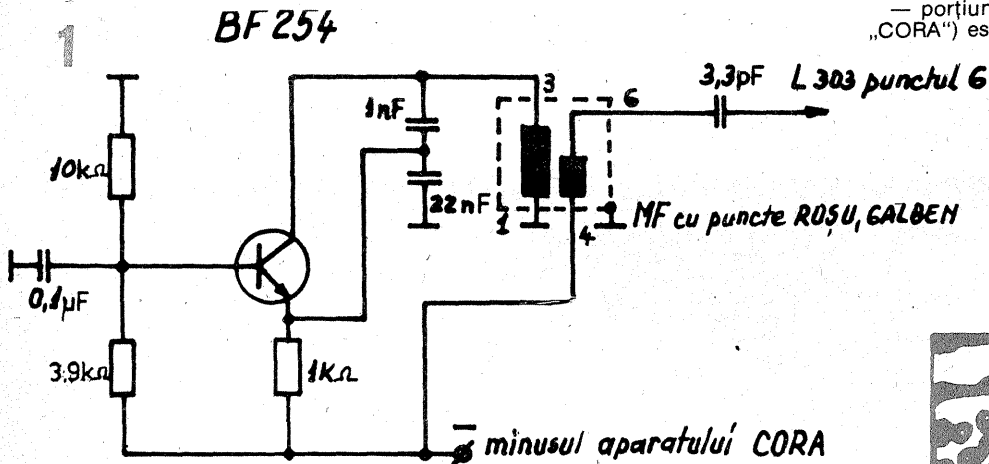 — porțiun
„CORA“) es
1
BF 254
3,3pF
L 303 punctul 6
3
6
1nF
10kΩ
22nF
1
4
MF cu puncte ROȘU, GALBEN
0,1µF
3.9kΩ
1KΩ
− minusul aparatului CORA